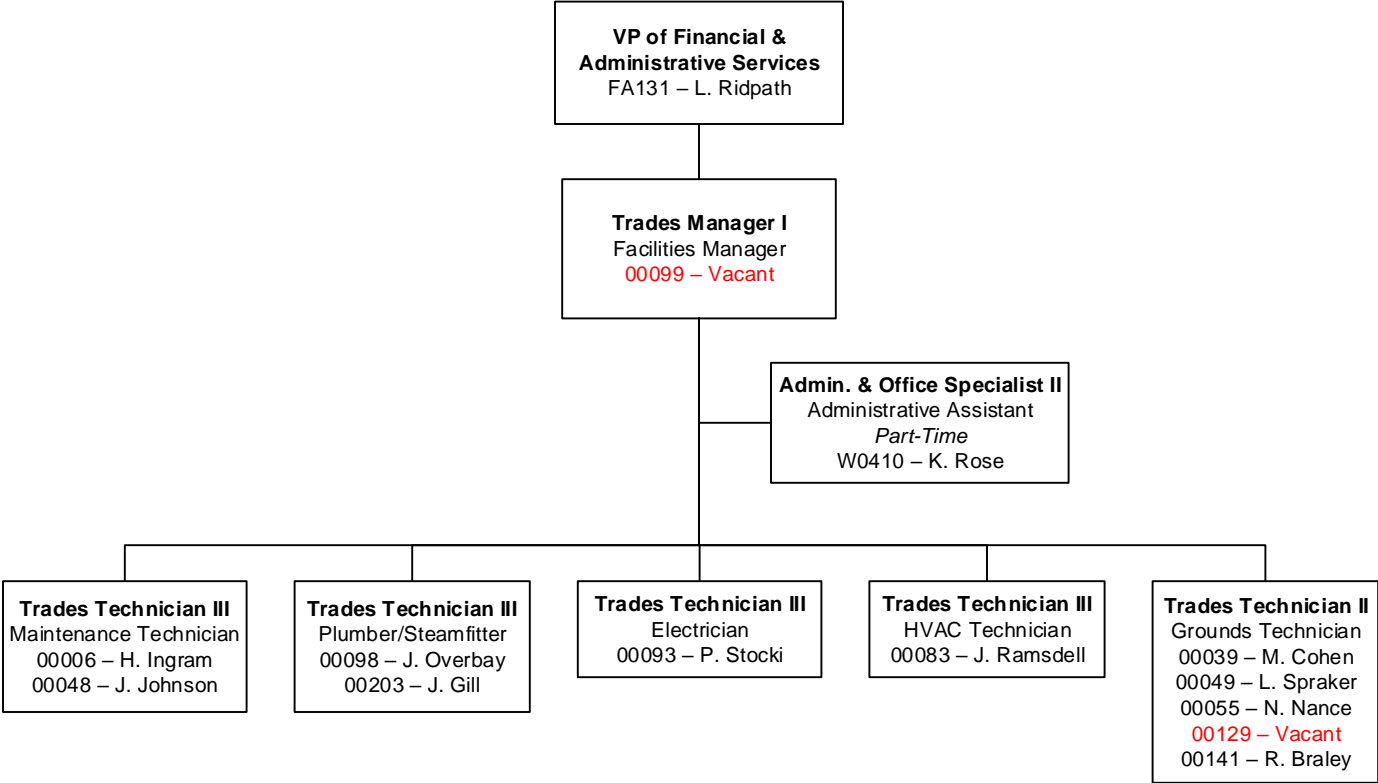 VP of Financial &
Administrative Services
FA131 – L. Ridpath
Trades Manager I
Facilities Manager
00099 – Vacant
Admin. & Office Specialist II
Administrative Assistant
Part-Time
W0410 – K. Rose
Trades Technician III
Maintenance Technician
00006 – H. Ingram
00048 – J. Johnson
Trades Technician III
Plumber/Steamfitter
00098 – J. Overbay
00203 – J. Gill
Trades Technician III
Electrician
00093 – P. Stocki
Trades Technician III
HVAC Technician
00083 – J. Ramsdell
Trades Technician II
Grounds Technician
00039 – M. Cohen
00049 – L. Spraker
00055 – N. Nance
00129 – Vacant
00141 – R. Braley